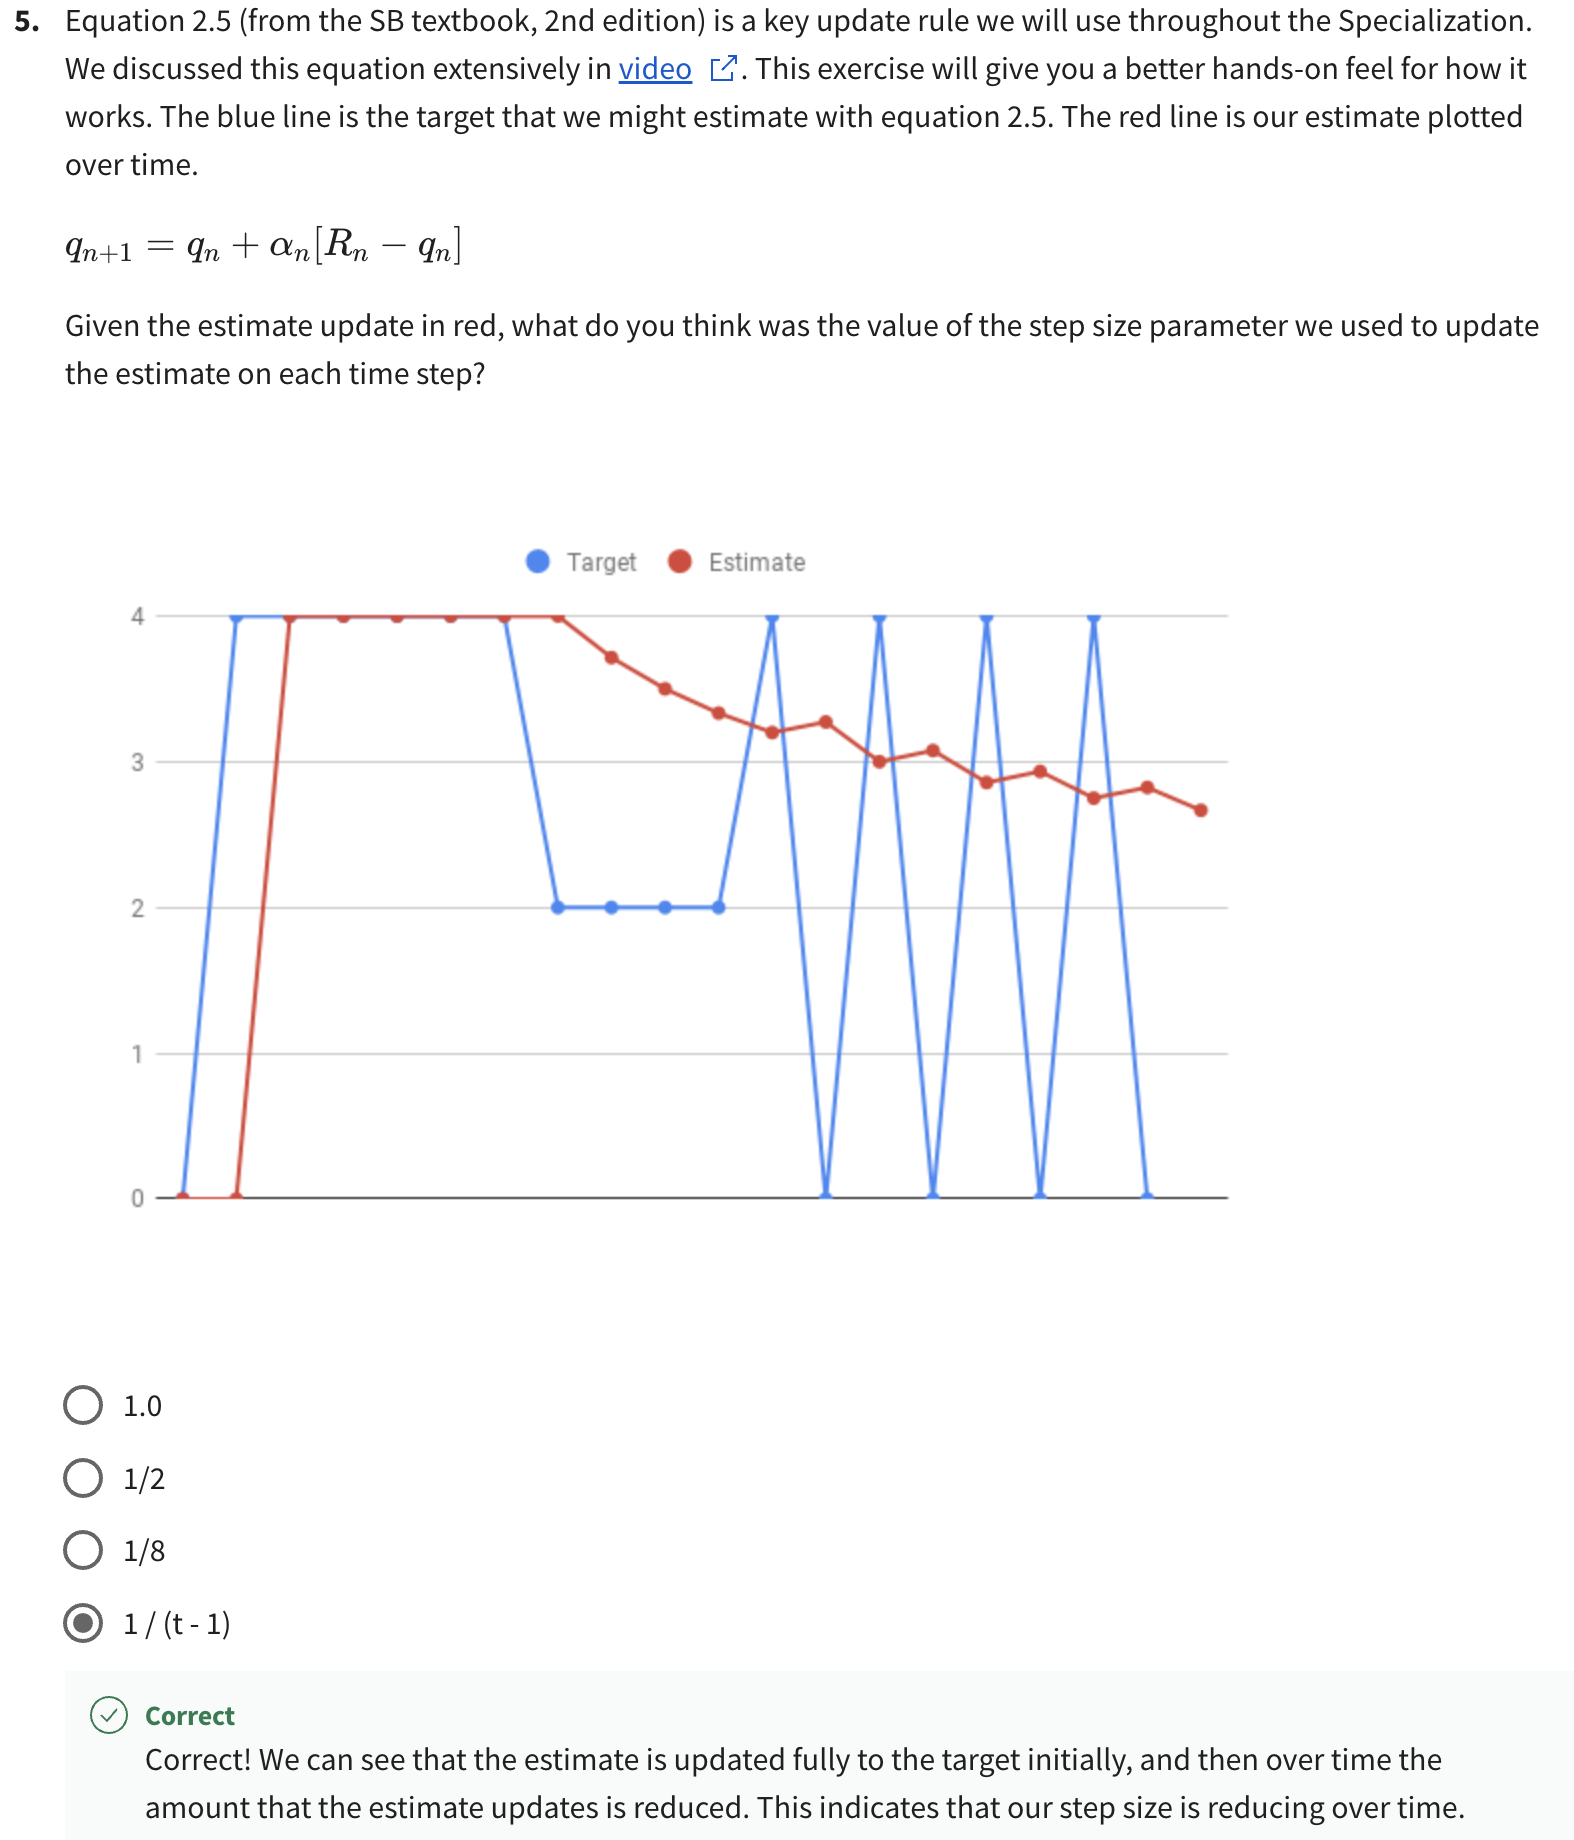 5. Equation 2.5 (from the SB textbook, 2nd edition) is a key update rule we will use throughout the Specialization.
We discussed this equation extensively in video. This exercise will give you a better hands-on feel for how it
works. The blue line is the target that we might estimate with equation 2.5. The red line is our estimate plotted
over time.
qₙ₊₁ = qₙ + αₙ[Rₙ − qₙ]
Given the estimate update in red, what do you think was the value of the step size parameter we used to update
the estimate on each time step?
Target Estimate
4
3
2
1
0
1.0
1/2
1/8
1 / (t - 1)
Correct
Correct! We can see that the estimate is updated fully to the target initially, and then over time the
amount that the estimate updates is reduced. This indicates that our step size is reducing over time.